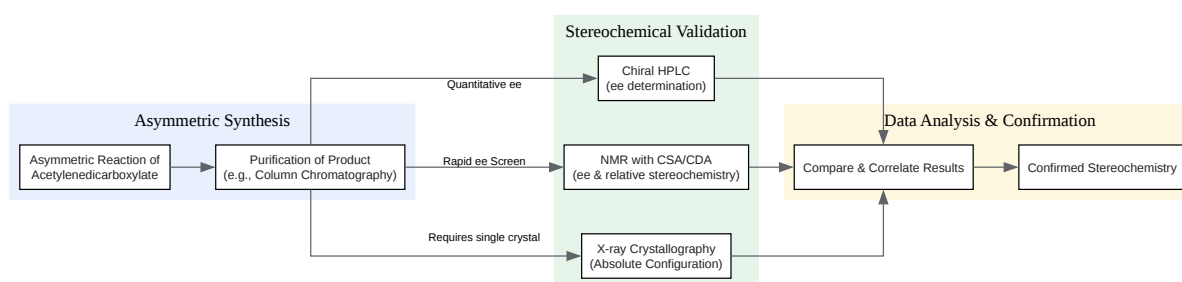 Stereochemical Validation
Chiral HPLC
(ee determination)
Quantitative ee
Asymmetric Synthesis
Data Analysis & Confirmation
Asymmetric Reaction of
Acetylenedicarboxylate
Purification of Product
(e.g., Column Chromatography)
Rapid ee Screen
NMR with CSA/CDA
(ee & relative stereochemistry)
Compare & Correlate Results
Confirmed Stereochemistry
Requires single crystal
X-ray Crystallography
(Absolute Configuration)